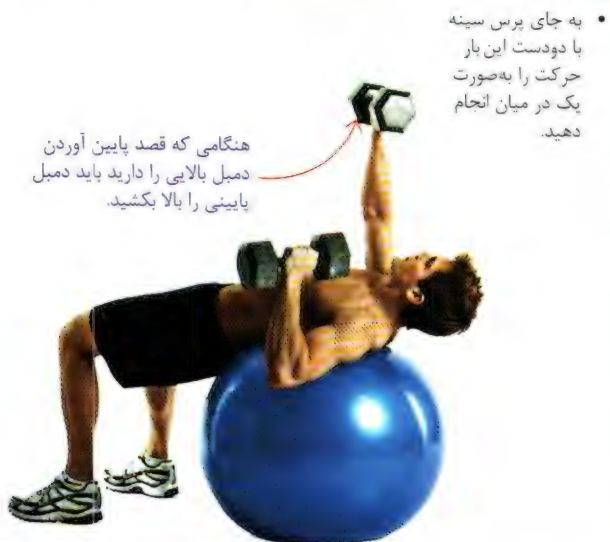 • به جای پرس سینه
با دودست این بار
حرکت را به‌صورت
یک در میان انجام
دهید.
هنگامی که قصد پایین آوردن
دمبل بالایی را دارید باید دمبل
پایینی را بالا بکشید.